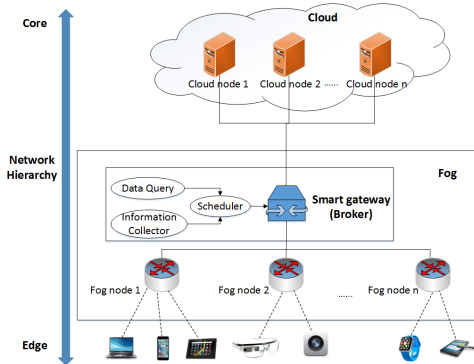 Core
Cloud
Cloud node 1
Cloud node 2
......
Cloud node n
Network
Hierarchy
Fog
Data Query
Scheduler
Information
Collector
Smart gateway
(Broker)
Fog node 1
Fog node 2
......
Fog node n
Edge